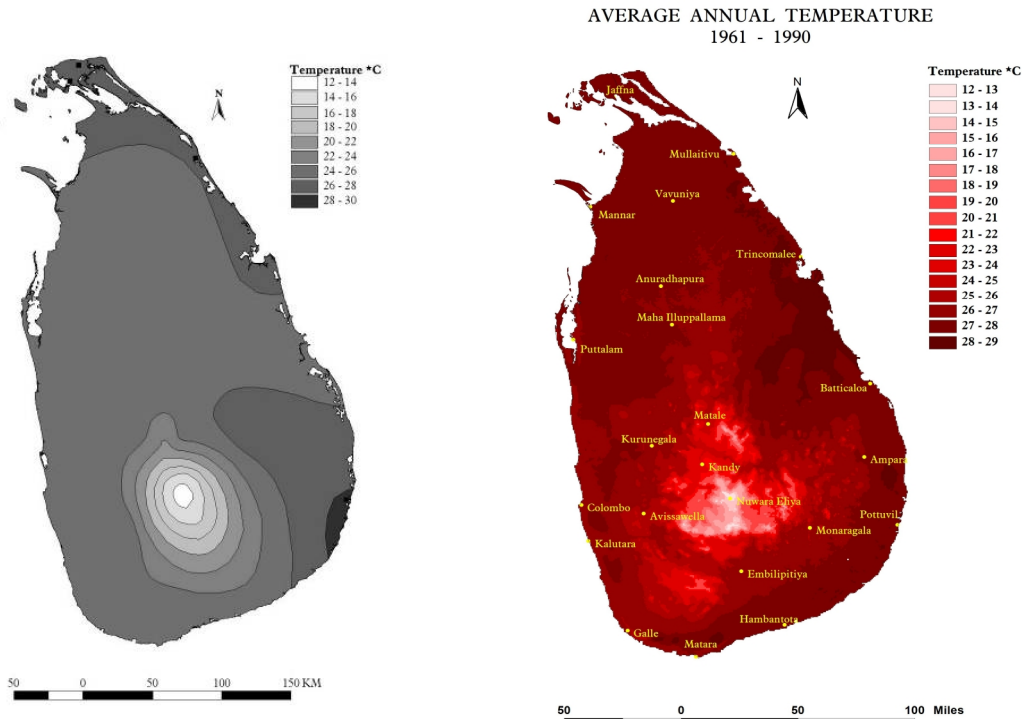 AVERAGE ANNUAL TEMPERATURE
1961 - 1990
Temperature *C
12 - 14
14 - 16
16 - 18
18 - 20
20 - 22
22 - 24
24 - 26
26 - 28
28 - 30
N
50 0 50 100 150 KM
Temperature *C
12 - 13
13 - 14
14 - 15
15 - 16
16 - 17
17 - 18
18 - 19
19 - 20
20 - 21
21 - 22
22 - 23
23 - 24
24 - 25
25 - 26
26 - 27
27 - 28
28 - 29
N
Jaffna
Mullaitivu
Vavuniya
Mannar
Trincomalee
Anuradhapura
Maha Illuppallama
Puttalam
Batticaloa
Matale
Kurunegala
Kandy
Ampara
Nuwara Eliya
Colombo
Avissawella
Pottuvil
Monaragala
Kalutara
Embilipitiya
Hambantota
Galle
Matara
50 0 50 100 Miles